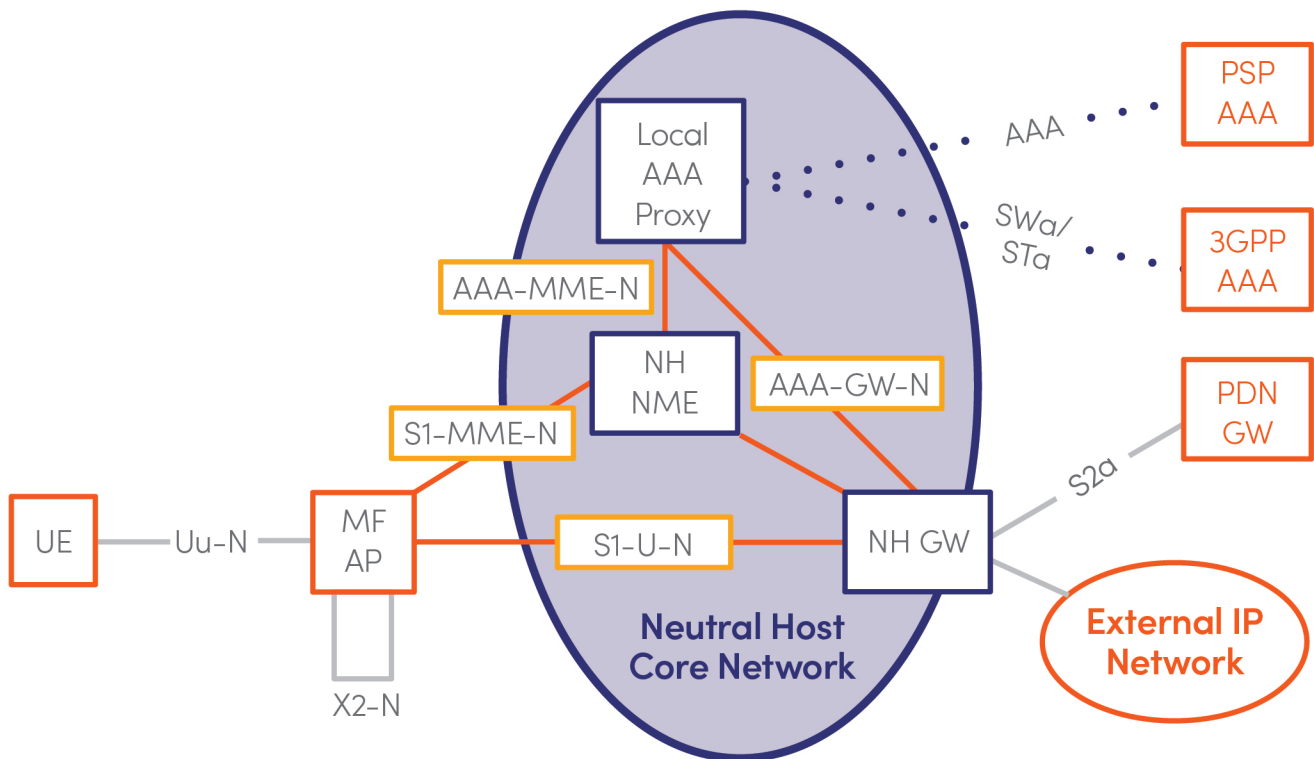 PSP
AAA
AAA
Local
AAA
Proxy
SWa/
STa
3GPP
AAA
AAA-MME-N
NH
NME
AAA-GW-N
PDN
GW
S1-MME-N
S2a
UE
Uu-N
MF
AP
S1-U-N
NH GW
Neutral Host
Core Network
External IP
Network
X2-N